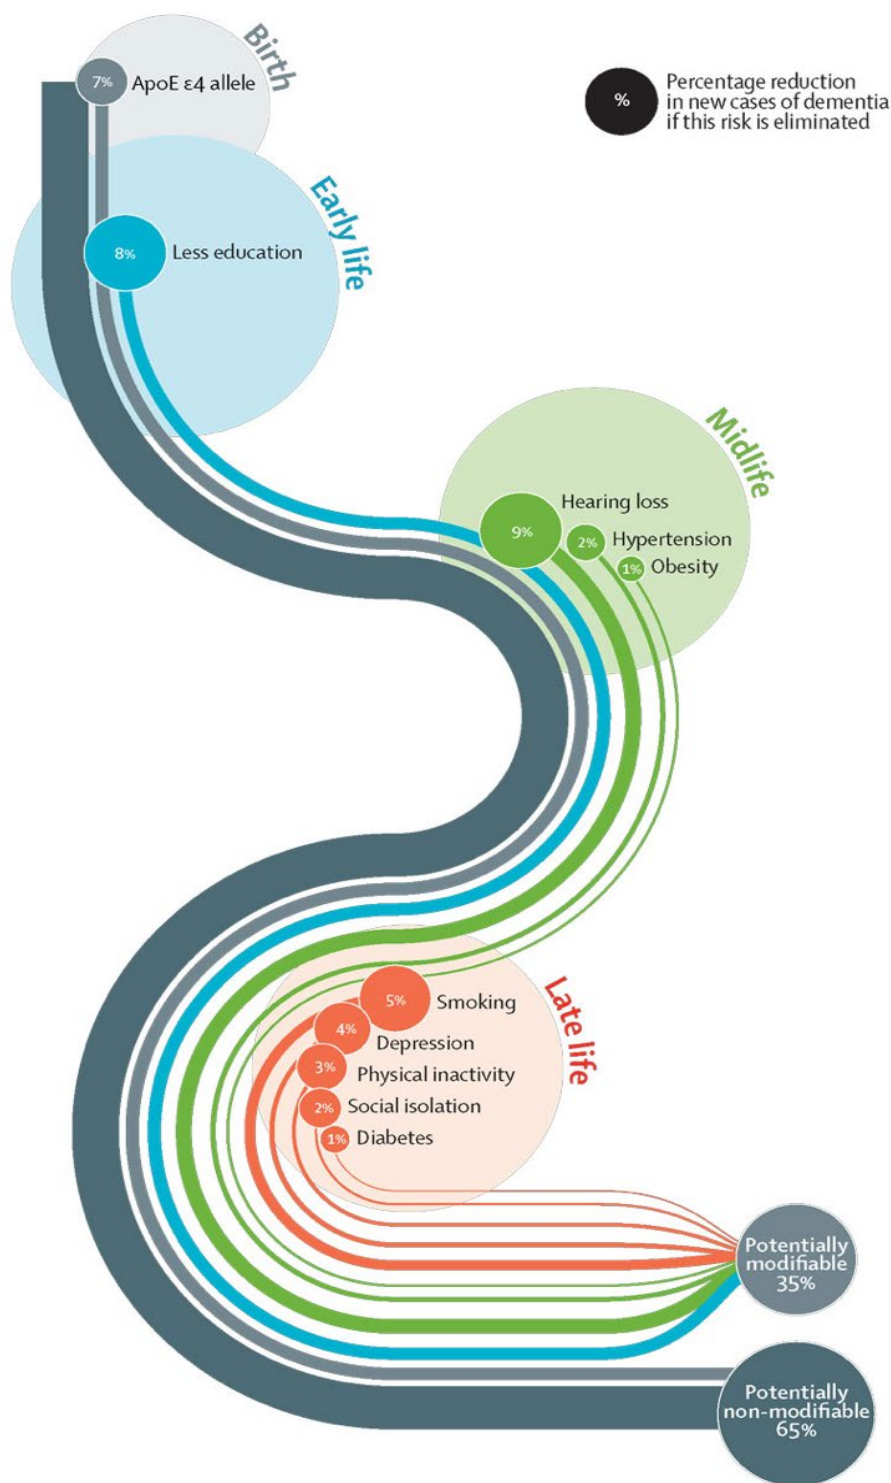 Birth
7%
ApoE ε4 allele
%
Percentage reduction
in new cases of dementia
if this risk is eliminated
Early life
8%
Less education
Midlife
Hearing loss
9%
2%
Hypertension
1%
Obesity
Late life
5%
Smoking
4%
Depression
3%
Physical inactivity
2%
Social isolation
1%
Diabetes
Potentially
modifiable
35%
Potentially
non-modifiable
65%